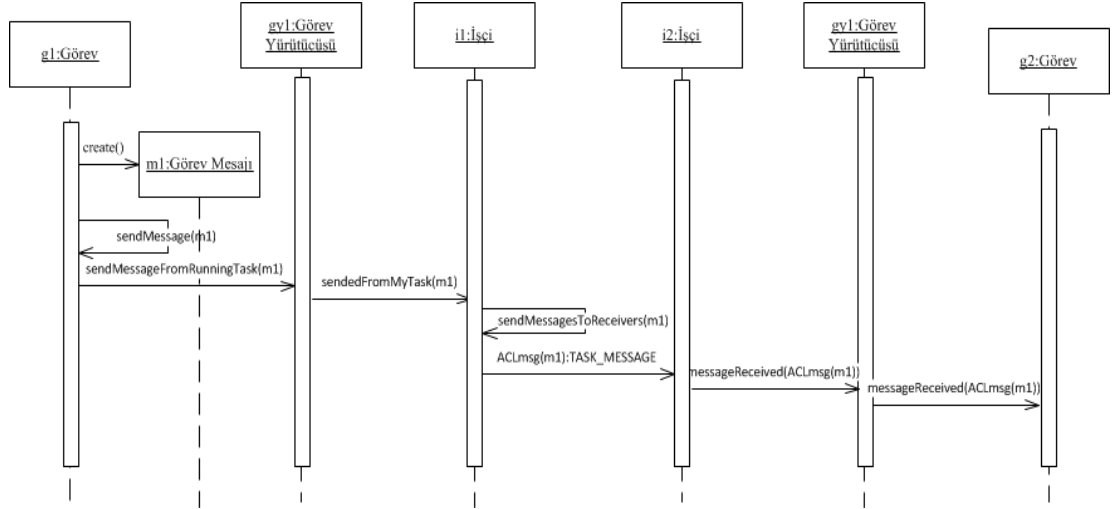 g1:Görev
gy1:Görev
Yürütücüsü
i1:İşçi
i2:İşçi
gy1:Görev
Yürütücüsü
g2:Görev
create()
m1:Görev Mesajı
sendMessage(m1)
sendMessageFromRunningTask(m1)
sendedFromMyTask(m1)
sendMessagesToReceivers(m1)
ACLmsg(m1):TASK_MESSAGE
messageReceived(ACLmsg(m1))
messageReceived(ACLmsg(m1))